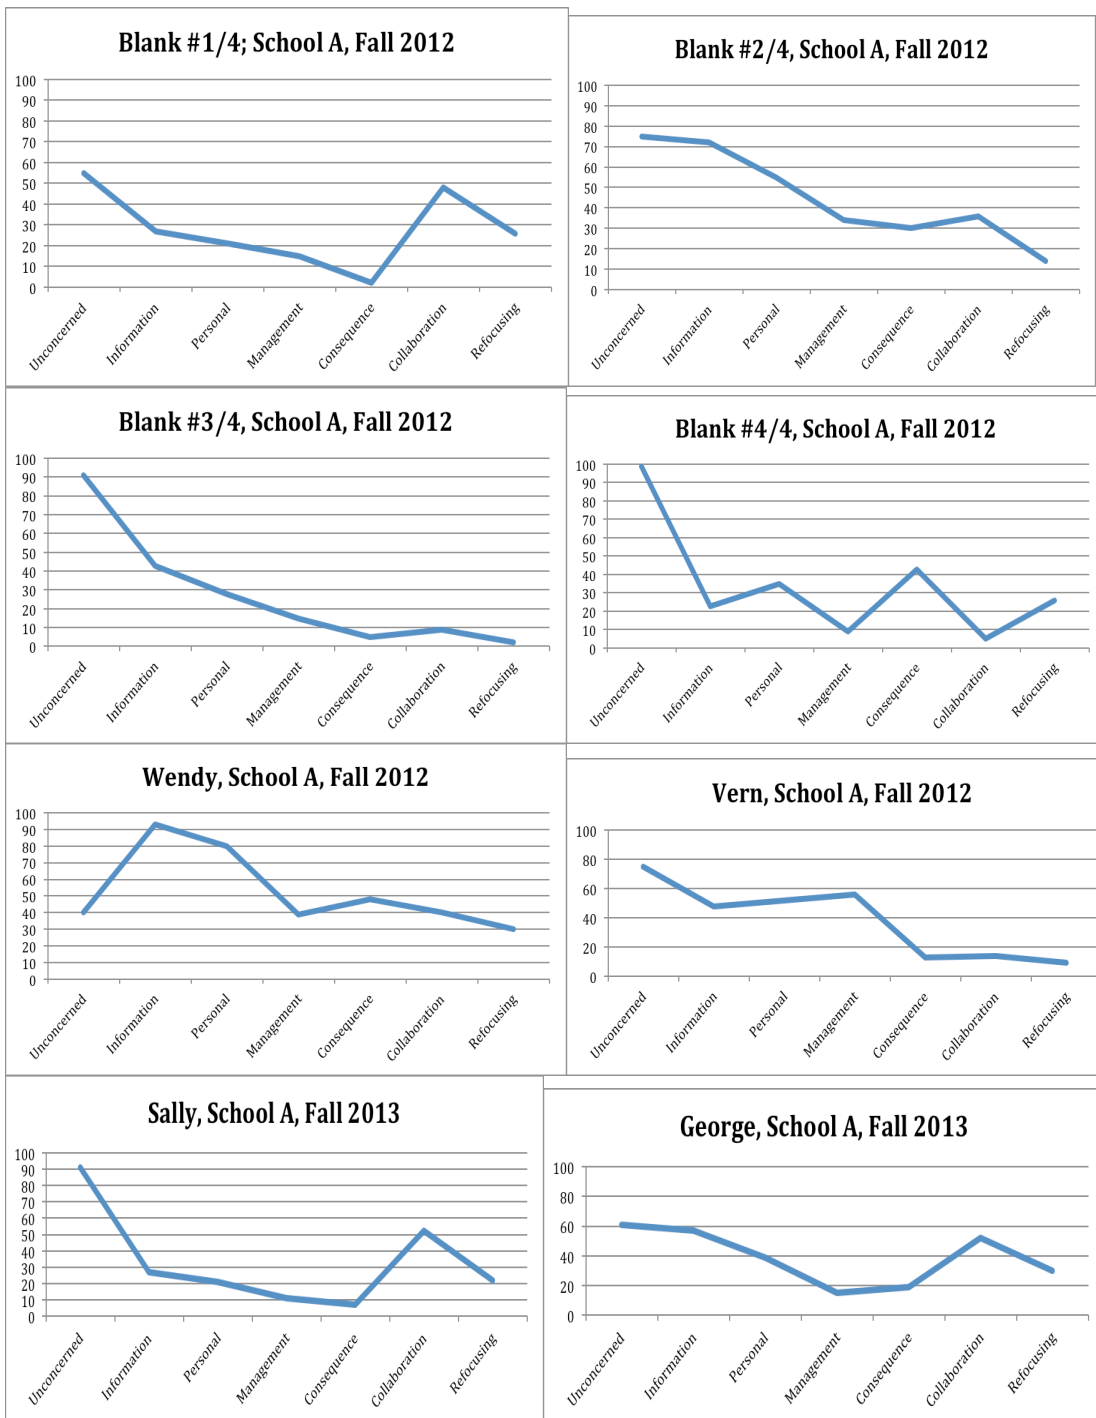 Blank #1/4; School A, Fall 2012
100
90
80
70
60
50
40
30
20
10
0
Unconcerned
Information
Personal
Management
Consequence
Collaboration
Refocusing
Blank #2/4, School A, Fall 2012
100
90
80
70
60
50
40
30
20
10
0
Unconcerned
Information
Personal
Management
Consequence
Collaboration
Refocusing
Blank #3/4, School A, Fall 2012
100
90
80
70
60
50
40
30
20
10
0
Unconcerned
Information
Personal
Management
Consequence
Collaboration
Refocusing
Blank #4/4, School A, Fall 2012
100
90
80
70
60
50
40
30
20
10
0
Unconcerned
Information
Personal
Management
Consequence
Collaboration
Refocusing
Wendy, School A, Fall 2012
100
90
80
70
60
50
40
30
20
10
0
Unconcerned
Information
Personal
Management
Consequence
Collaboration
Refocusing
Vern, School A, Fall 2012
100
80
60
40
20
0
Unconcerned
Information
Personal
Management
Consequence
Collaboration
Refocusing
Sally, School A, Fall 2013
100
90
80
70
60
50
40
30
20
10
0
Unconcerned
Information
Personal
Management
Consequence
Collaboration
Refocusing
George, School A, Fall 2013
100
80
60
40
20
0
Unconcerned
Information
Personal
Management
Consequence
Collaboration
Refocusing